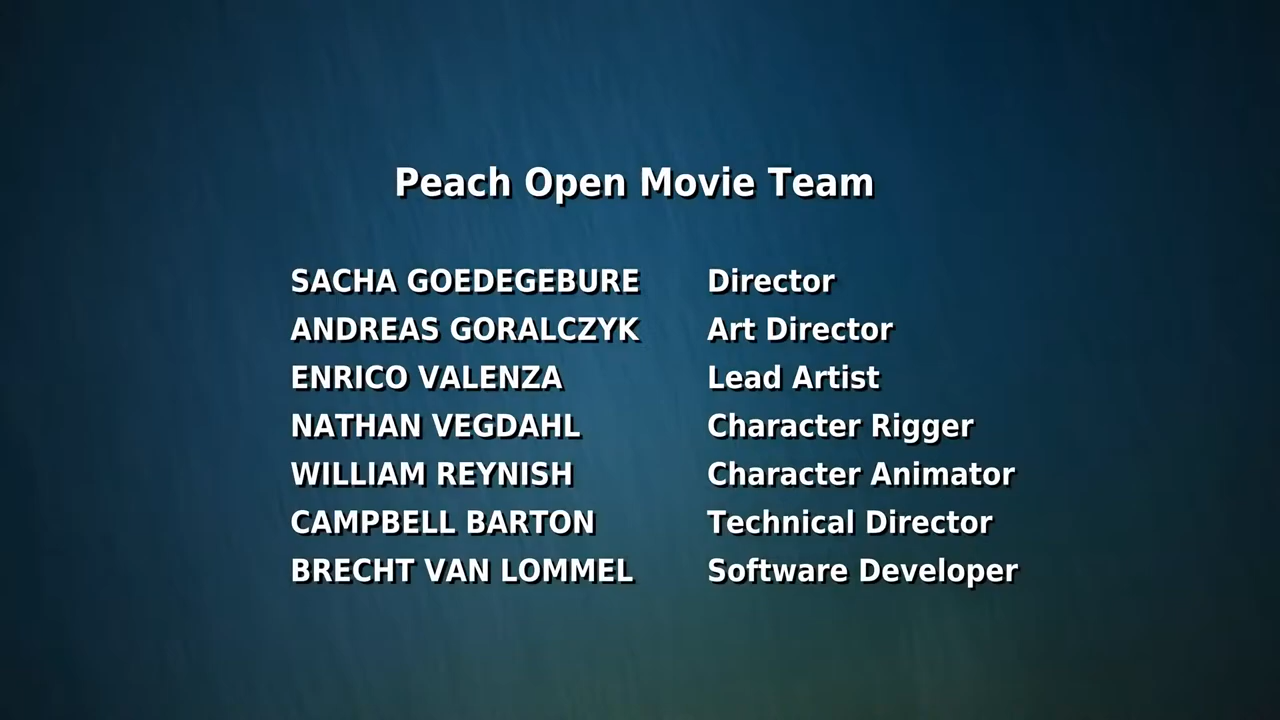 Peach Open Movie Team
SACHA GOEDEGEBURE Director
ANDREAS GORALCZYK Art Director
ENRICO VALENZA Lead Artist
NATHAN VEGDAHL Character Rigger
WILLIAM REYNISH Character Animator
CAMPBELL BARTON Technical Director
BRECHT VAN LOMMEL Software Developer